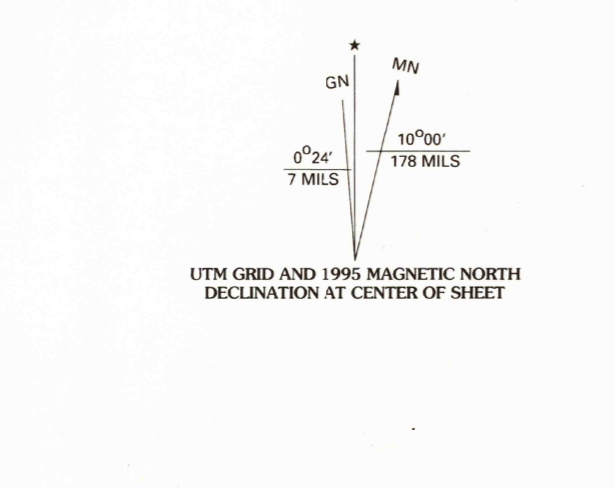 ★
GN
MN
0°24′
7 MILS
10°00′
178 MILS
UTM GRID AND 1995 MAGNETIC NORTH
DECLINATION AT CENTER OF SHEET